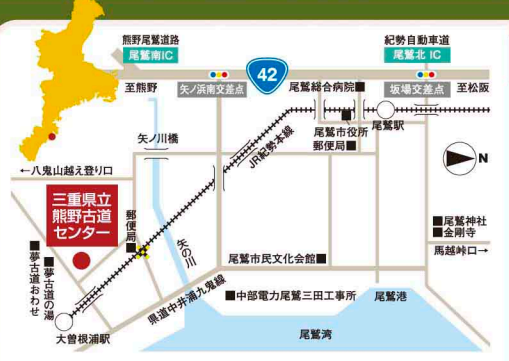 熊野尾鷲道路
尾鷲南IC
紀勢自動車道
尾鷲北 IC
42
至熊野
矢ノ浜南交差点
尾鷲総合病院■
坂場交差点
至松阪
矢ノ川橋
JR紀勢本線
尾鷲市役所
郵便局■
尾鷲駅
N
←八鬼山越え登り口
三重県立
熊野古道
センター
郵便局■
矢の川
■尾鷲神社
■金剛寺
馬越峠口→
■夢古道おわせ
■夢古道の湯
尾鷲市民文化会館■
県道中井浦九鬼線
■中部電力尾鷲三田工事所
尾鷲港
大曽根浦駅
尾鷲湾